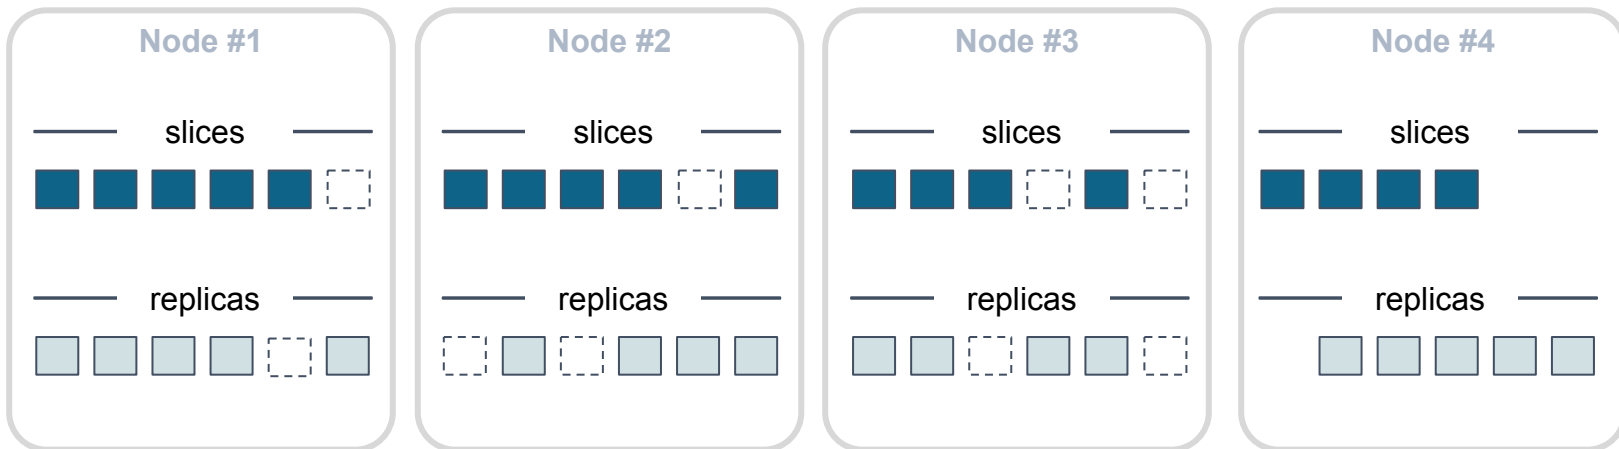 Node #1
slices
replicas
Node #2
slices
replicas
Node #3
slices
replicas
Node #4
slices
replicas